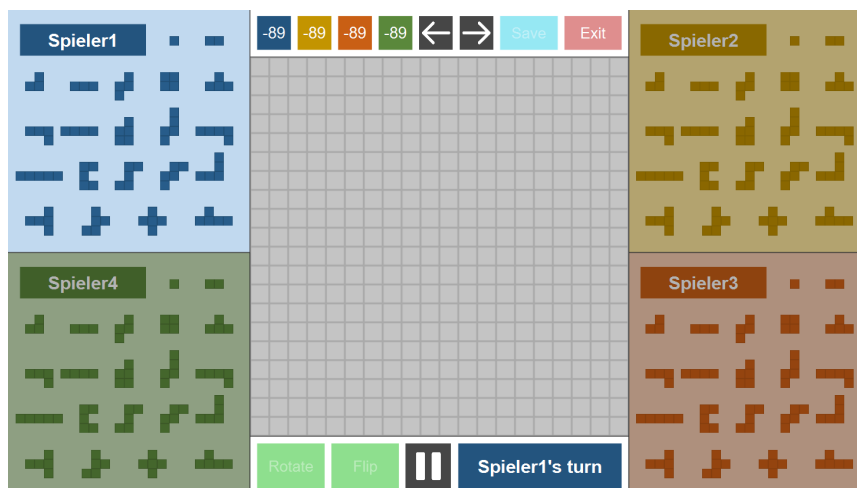 Spieler1
-89 -89 -89 -89 Save Exit
Spieler2
Spieler4
Spieler3
Rotate Flip Spieler1's turn